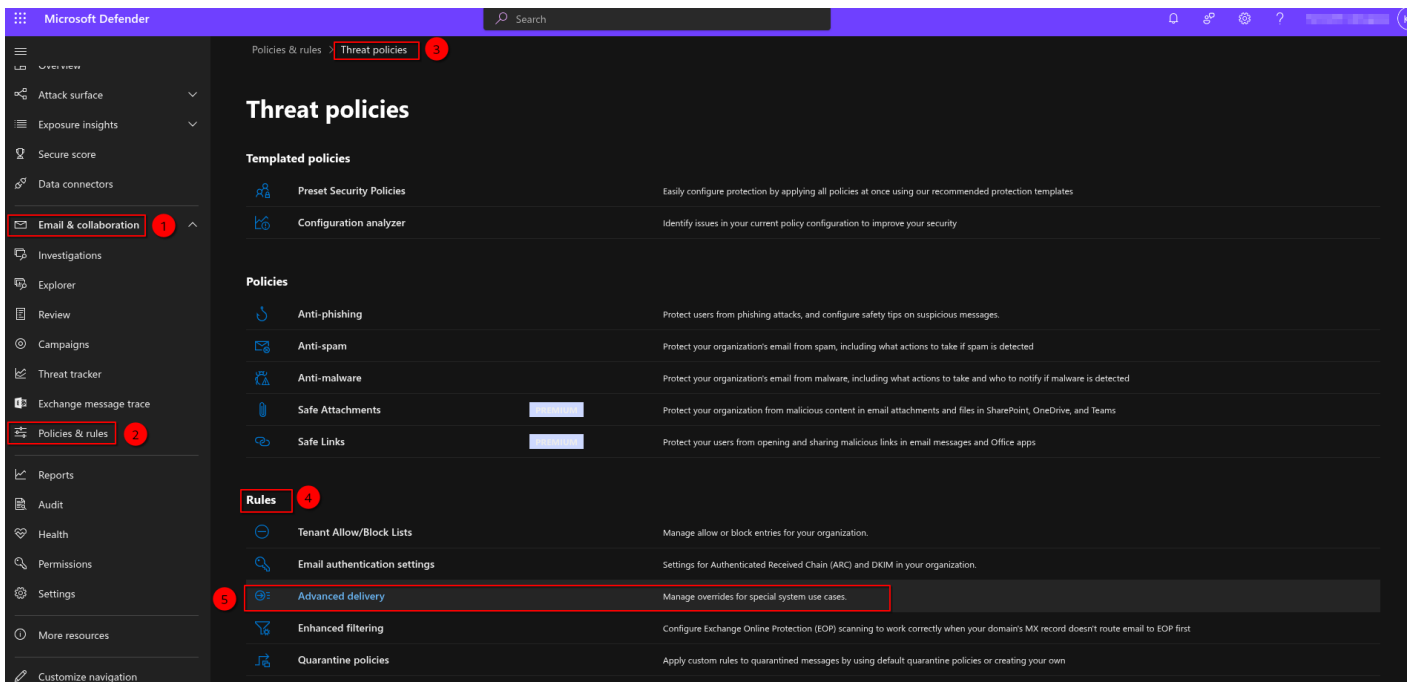 Microsoft Defender
Search
?
Policies & rules > Threat policies 3
Overview
Attack surface
Exposure insights
Secure score
Data connectors
Email & collaboration 1
Investigations
Explorer
Review
Campaigns
Threat tracker
Exchange message trace
Policies & rules 2
Reports
Audit
Health
Permissions
Settings
More resources
Customize navigation
Threat policies
Templated policies
Preset Security Policies Easily configure protection by applying all policies at once using our recommended protection templates
Configuration analyzer Identify issues in your current policy configuration to improve your security
Policies
Anti-phishing Protect users from phishing attacks, and configure safety tips on suspicious messages.
Anti-spam Protect your organization's email from spam, including what actions to take if spam is detected
Anti-malware Protect your organization's email from malware, including what actions to take and who to notify if malware is detected
Safe Attachments PREMIUM Protect your organization from malicious content in email attachments and files in SharePoint, OneDrive, and Teams
Safe Links PREMIUM Protect your users from opening and sharing malicious links in email messages and Office apps
Rules 4
Tenant Allow/Block Lists Manage allow or block entries for your organization.
Email authentication settings Settings for Authenticated Received Chain (ARC) and DKIM in your organization.
5 Advanced delivery Manage overrides for special system use cases.
Enhanced filtering Configure Exchange Online Protection (EOP) scanning to work correctly when your domain's MX record doesn't route email to EOP first
Quarantine policies Apply custom rules to quarantined messages by using default quarantine policies or creating your own